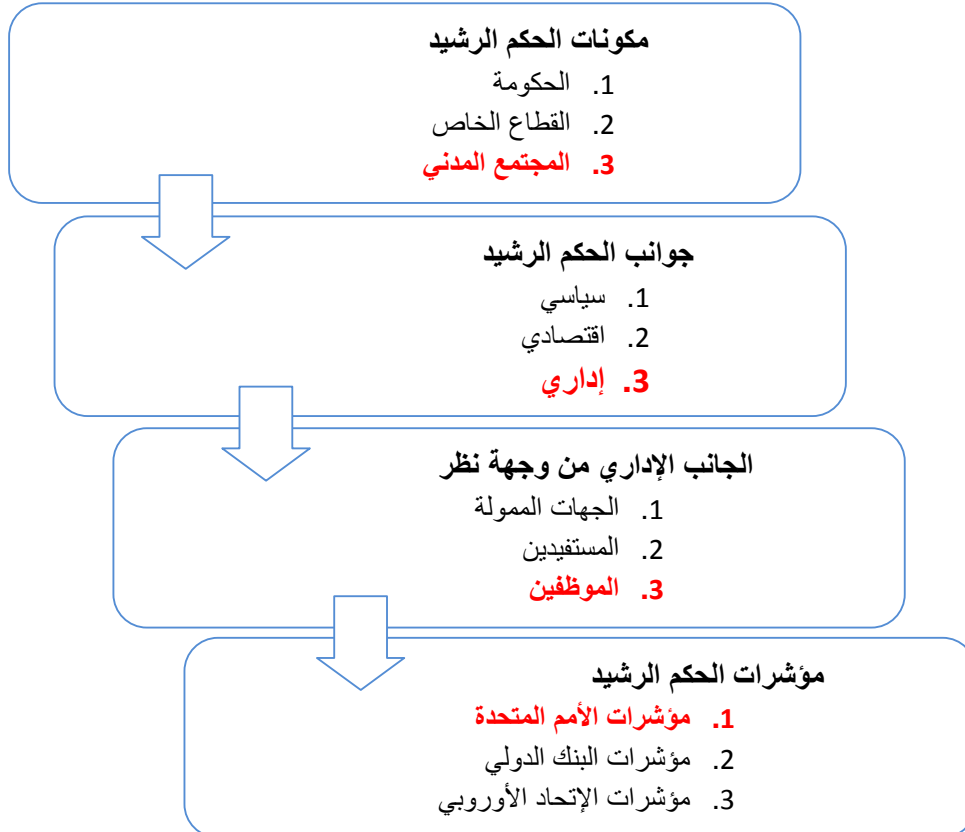 مكونات الحكم الرشيد
1. الحكومة
2. القطاع الخاص
3. المجتمع المدني
جوانب الحكم الرشيد
1. سياسي
2. اقتصادي
3. إداري
الجانب الإداري من وجهة نظر
1. الجهات الممولة
2. المستفيدين
3. الموظفين
مؤشرات الحكم الرشيد
1. مؤشرات الأمم المتحدة
2. مؤشرات البنك الدولي
3. مؤشرات الإتحاد الأوروبي